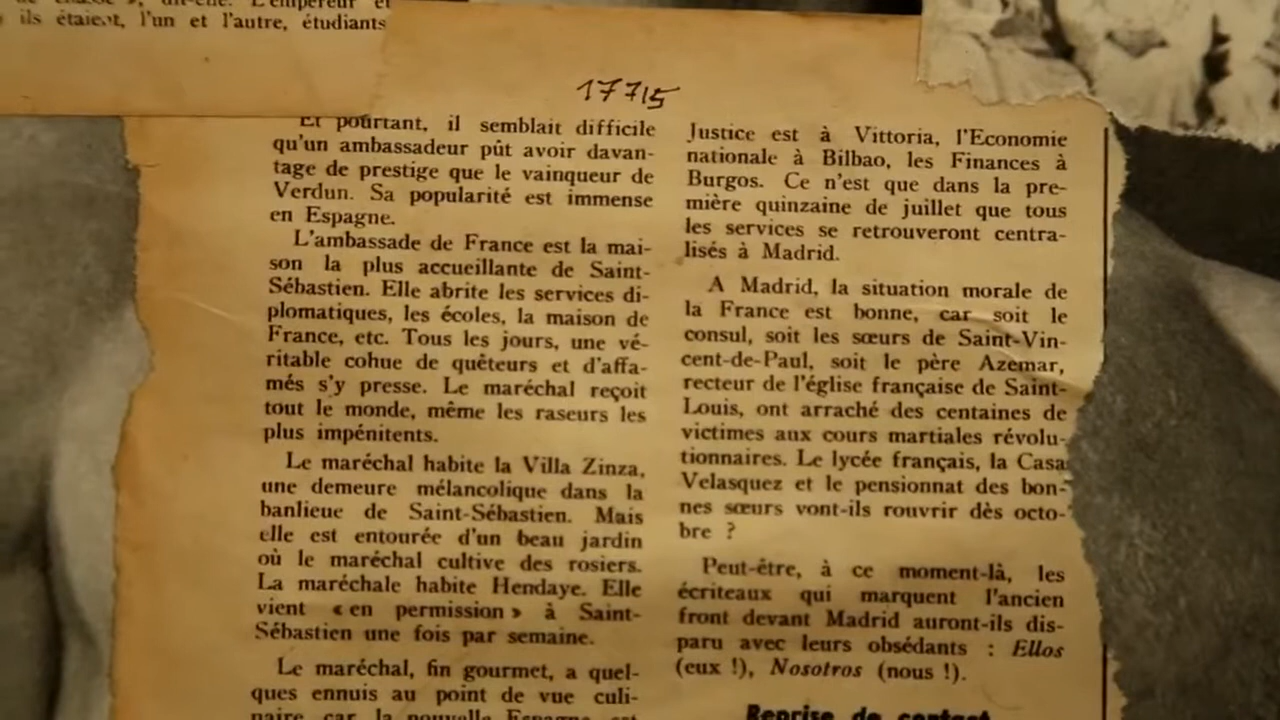 ils étaient, l'un et l'autre, étudiants
17715
Et pourtant, il semblait difficile
qu'un ambassadeur pût avoir davan-
tage de prestige que le vainqueur de
Verdun. Sa popularité est immense
en Espagne.
L'ambassade de France est la mai-
son la plus accueillante de Saint-
Sébastien. Elle abrite les services di-
plomatiques, les écoles, la maison de
France, etc. Tous les jours, une vé-
ritable cohue de quêteurs et d'affa-
més s'y presse. Le maréchal reçoit
tout le monde, même les raseurs les
plus impénitents.
Le maréchal habite la Villa Zinza,
une demeure mélancolique dans la
banlieue de Saint-Sébastien. Mais
elle est entourée d'un beau jardin
où le maréchal cultive des rosiers.
La maréchale habite Hendaye. Elle
vient « en permission » à Saint-
Sébastien une fois par semaine.
Le maréchal, fin gourmet, a quel-
ques ennuis au point de vue culi-
naire car la nouvelle Espagne est
Justice est à Vittoria, l'Economie
nationale à Bilbao, les Finances à
Burgos. Ce n'est que dans la pre-
mière quinzaine de juillet que tous
les services se retrouveront centra-
lisés à Madrid.
A Madrid, la situation morale de
la France est bonne, car soit le
consul, soit les sœurs de Saint-Vin-
cent-de-Paul, soit le père Azemar,
recteur de l'église française de Saint-
Louis, ont arraché des centaines de
victimes aux cours martiales révolu-
tionnaires. Le lycée français, la Casa
Velasquez et le pensionnat des bon-
nes sœurs vont-ils rouvrir dès octo-
bre ?
Peut-être, à ce moment-là, les
écriteaux qui marquent l'ancien
front devant Madrid auront-ils dis-
paru avec leurs obsédants : Ellos
(eux !), Nosotros (nous !).
Reprise de contact